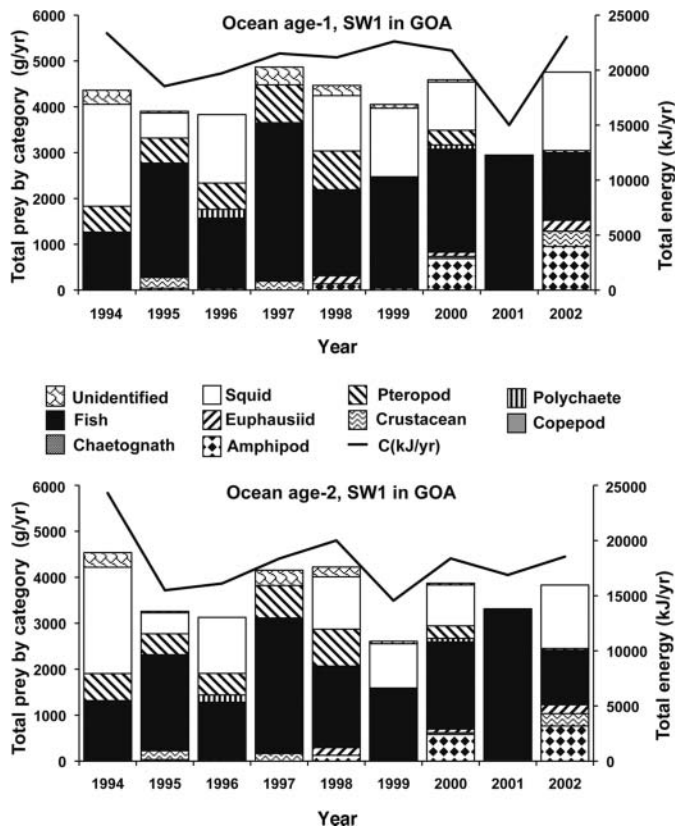 Ocean age-1, SW1 in GOA
Total prey by category (g/yr)
6000
5000
4000
3000
2000
1000
0
25000
20000
15000
10000
5000
0
Total energy (kJ/yr)
1994 1995 1996 1997 1998 1999 2000 2001 2002
Year
Unidentified Squid Pteropod Polychaete
Fish Euphausiid Crustacean Copepod
Chaetognath Amphipod C(kJ/yr)
Ocean age-2, SW1 in GOA
Total prey by category (g/yr)
6000
5000
4000
3000
2000
1000
0
25000
20000
15000
10000
5000
0
Total energy (kJ/yr)
1994 1995 1996 1997 1998 1999 2000 2001 2002
Year